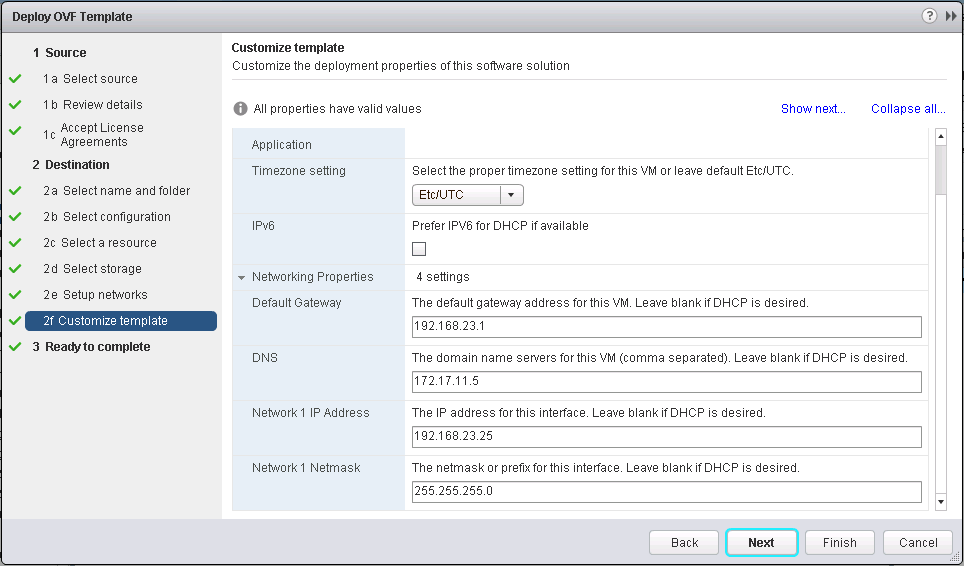 Deploy OVF Template
?
1 Source
1a Select source
1b Review details
1c Accept License
Agreements
2 Destination
2a Select name and folder
2b Select configuration
2c Select a resource
2d Select storage
2e Setup networks
2f Customize template
3 Ready to complete
Customize template
Customize the deployment properties of this software solution
All properties have valid values
Show next...
Collapse all...
Application
Timezone setting
Select the proper timezone setting for this VM or leave default Etc/UTC.
Etc/UTC
IPv6
Prefer IPV6 for DHCP if available
Networking Properties
4 settings
Default Gateway
The default gateway address for this VM. Leave blank if DHCP is desired.
192.168.23.1
DNS
The domain name servers for this VM (comma separated). Leave blank if DHCP is desired.
172.17.11.5
Network 1 IP Address
The IP address for this interface. Leave blank if DHCP is desired.
192.168.23.25
Network 1 Netmask
The netmask or prefix for this interface. Leave blank if DHCP is desired.
255.255.255.0
Back
Next
Finish
Cancel